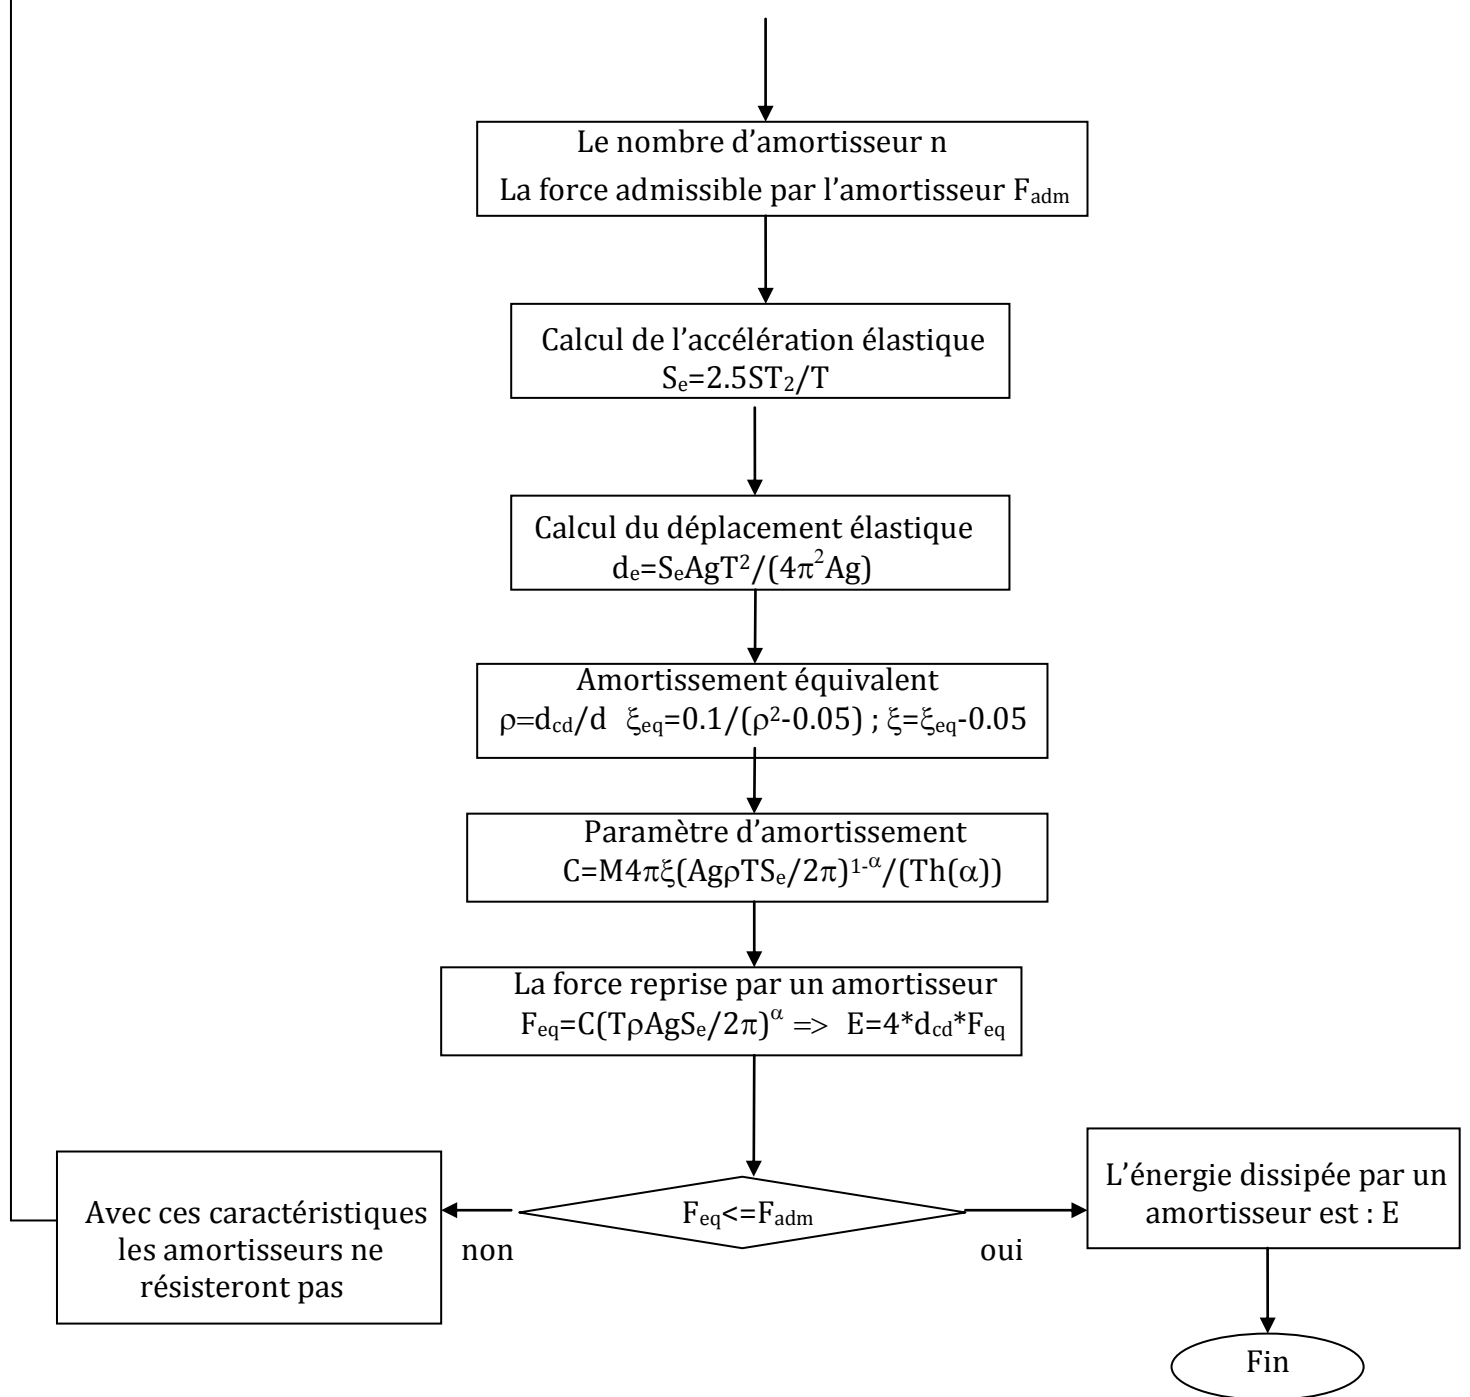 Le nombre d’amortisseur n
La force admissible par l’amortisseur Fadm
Calcul de l’accélération élastique
Se=2.5ST2/T
Calcul du déplacement élastique
de=SeAgT²/(4π²Ag)
Amortissement équivalent
ρ=dcd/d ξeq=0.1/(ρ²-0.05) ; ξ=ξeq-0.05
Paramètre d’amortissement
C=M4πξ(AgρTSe/2π)¹⁻ᵅ/(Th(α))
La force reprise par un amortisseur
Feq=C(TρAgSe/2π)ᵅ => E=4*dcd*Feq
Feq<=Fadm
non
oui
Avec ces caractéristiques
les amortisseurs ne
résisteront pas
L’énergie dissipée par un
amortisseur est : E
Fin